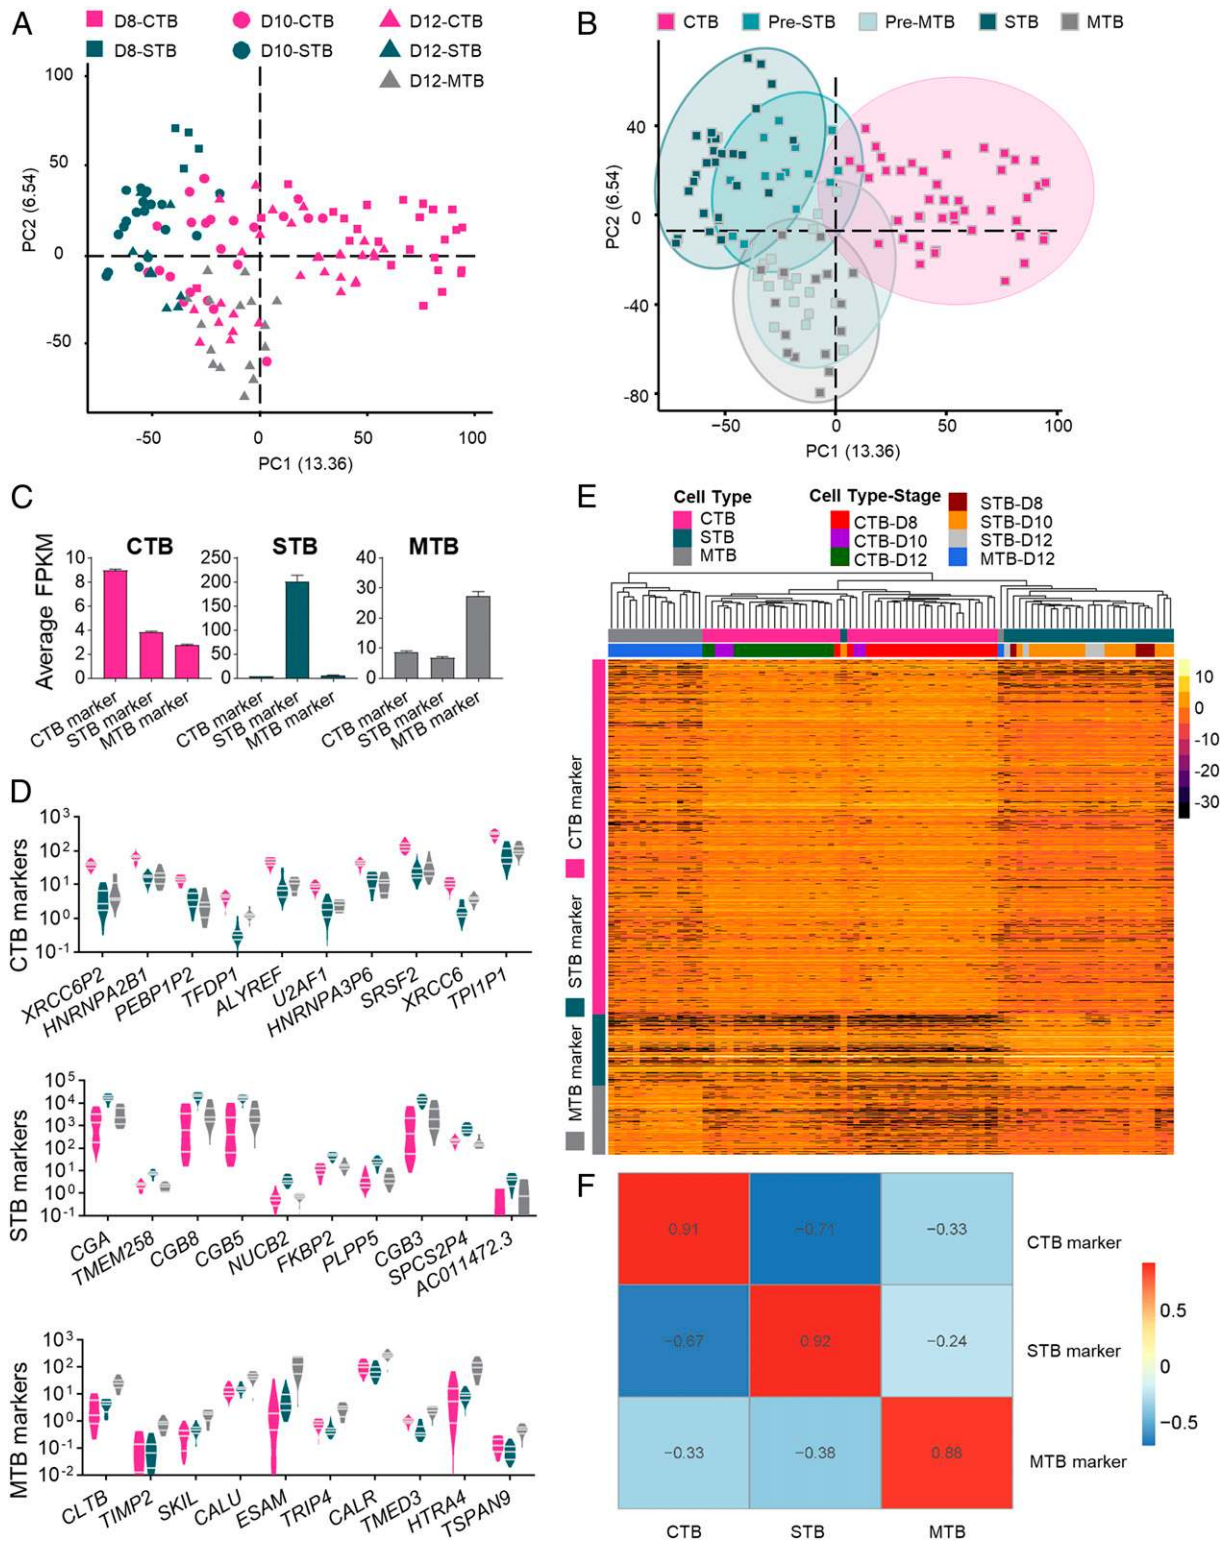 A
D8-CTB
D10-CTB
D12-CTB
D8-STB
D10-STB
D12-STB
D12-MTB
100
50
0
-50
PC2 (6.54)
-50
0
50
100
PC1 (13.36)
B
CTB
Pre-STB
Pre-MTB
STB
MTB
40
0
-40
-80
PC2 (6.54)
−50
0
50
100
PC1 (13.36)
C
CTB
STB
MTB
Average FPKM
10
8
6
4
2
0
250
200
150
100
50
0
40
30
20
10
0
CTB marker
STB marker
MTB marker
CTB marker
STB marker
MTB marker
CTB marker
STB marker
MTB marker
D
CTB markers
10³
10²
10¹
10⁰
10⁻¹
XRCC6P2
HNRNPA2B1
PEBP1P2
TFDP1
ALYREF
U2AF1
HNRNPA3P6
SRSF2
XRCC6
TPI1P1
STB markers
10⁵
10⁴
10³
10²
10¹
10⁰
10⁻¹
CGA
TMEM258
CGB8
CGB5
NUCB2
FKBP2
PLPP5
CGB3
SPCS2P4
AC011472.3
MTB markers
10³
10²
10¹
10⁰
10⁻¹
10⁻²
CLTB
TIMP2
SKIL
CALU
ESAM
TRIP4
CALR
TMED3
HTRA4
TSPAN9
E
Cell Type
CTB
STB
MTB
Cell Type-Stage
CTB-D8
CTB-D10
CTB-D12
STB-D8
STB-D10
STB-D12
MTB-D12
10
0
-10
-20
-30
CTB marker
STB marker
MTB marker
F
0.91
−0.71
−0.33
CTB marker
−0.67
0.92
−0.24
STB marker
−0.33
−0.38
0.88
MTB marker
CTB
STB
MTB
0.5
0
−0.5